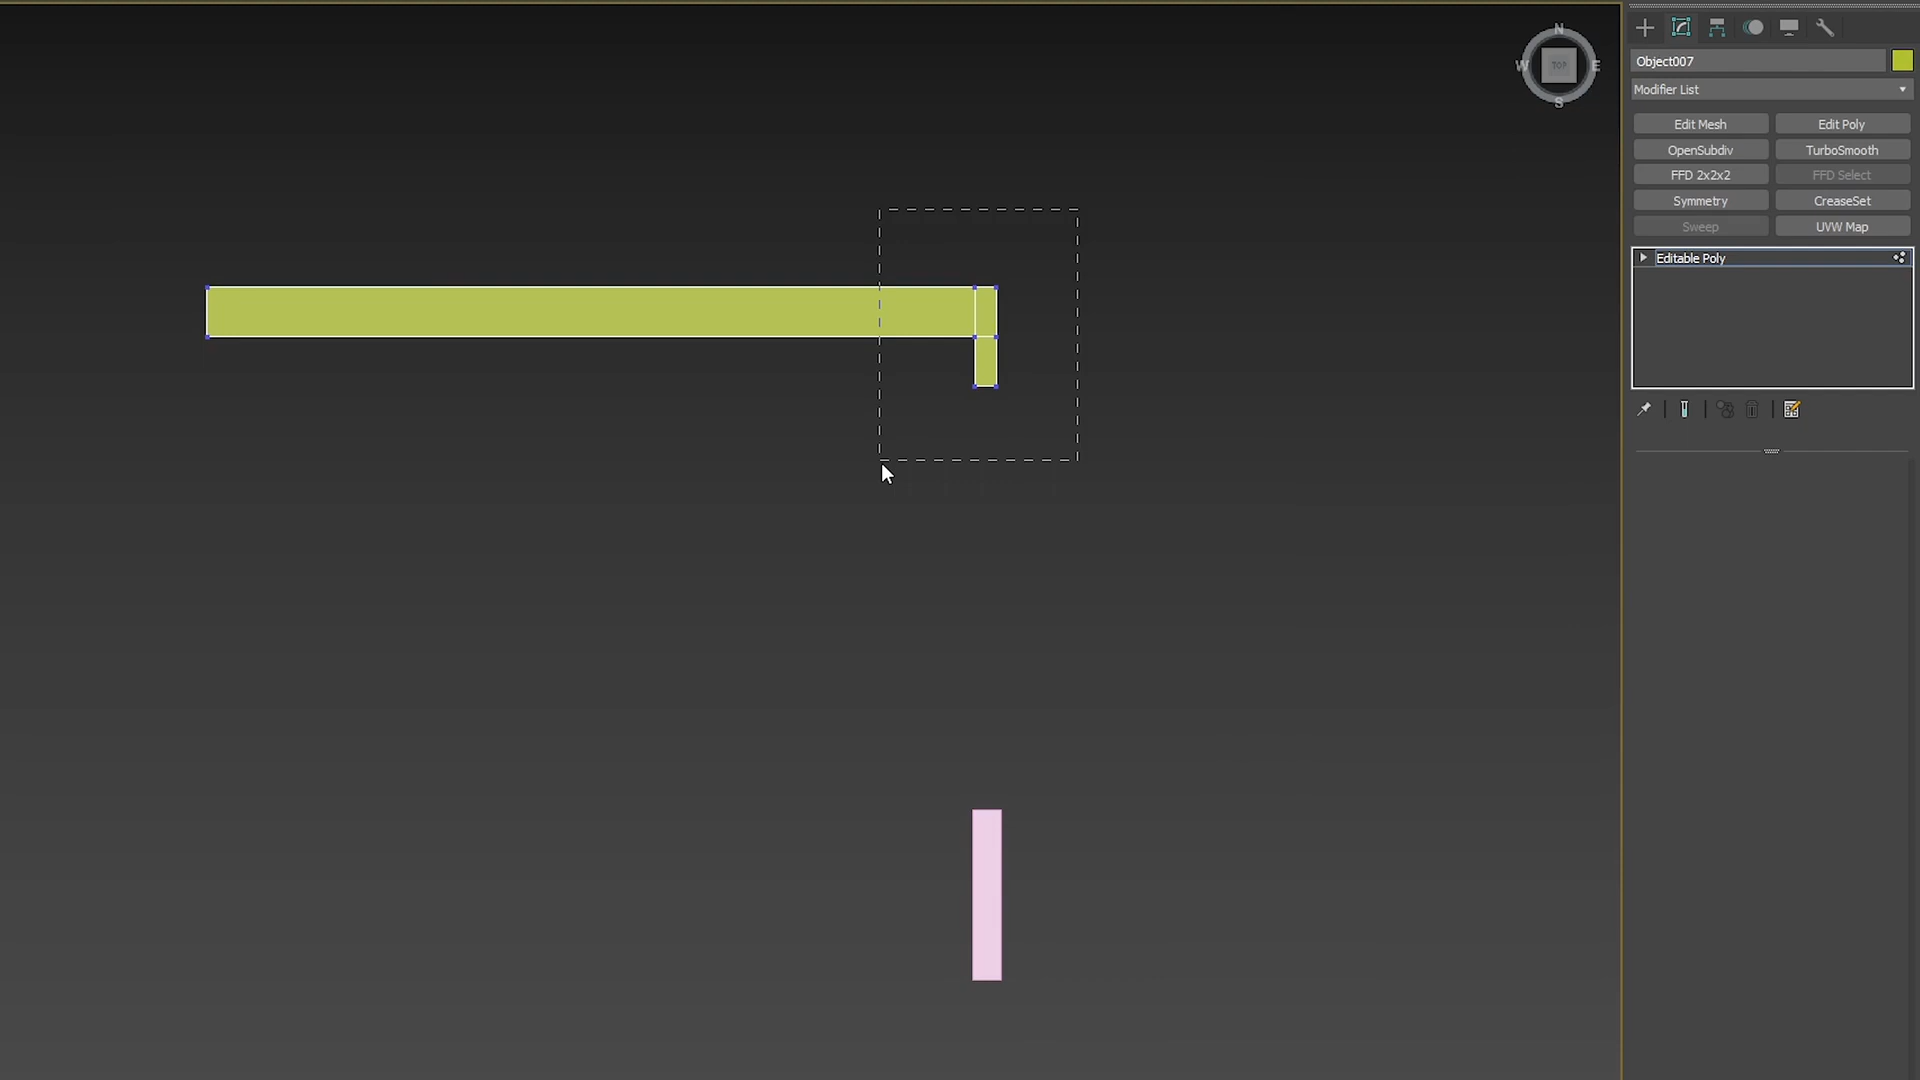 N
W TOP E
S
Object007
Modifier List
Edit Mesh Edit Poly
OpenSubdiv TurboSmooth
FFD 2x2x2 FFD Select
Symmetry CreaseSet
Sweep UVW Map
Editable Poly